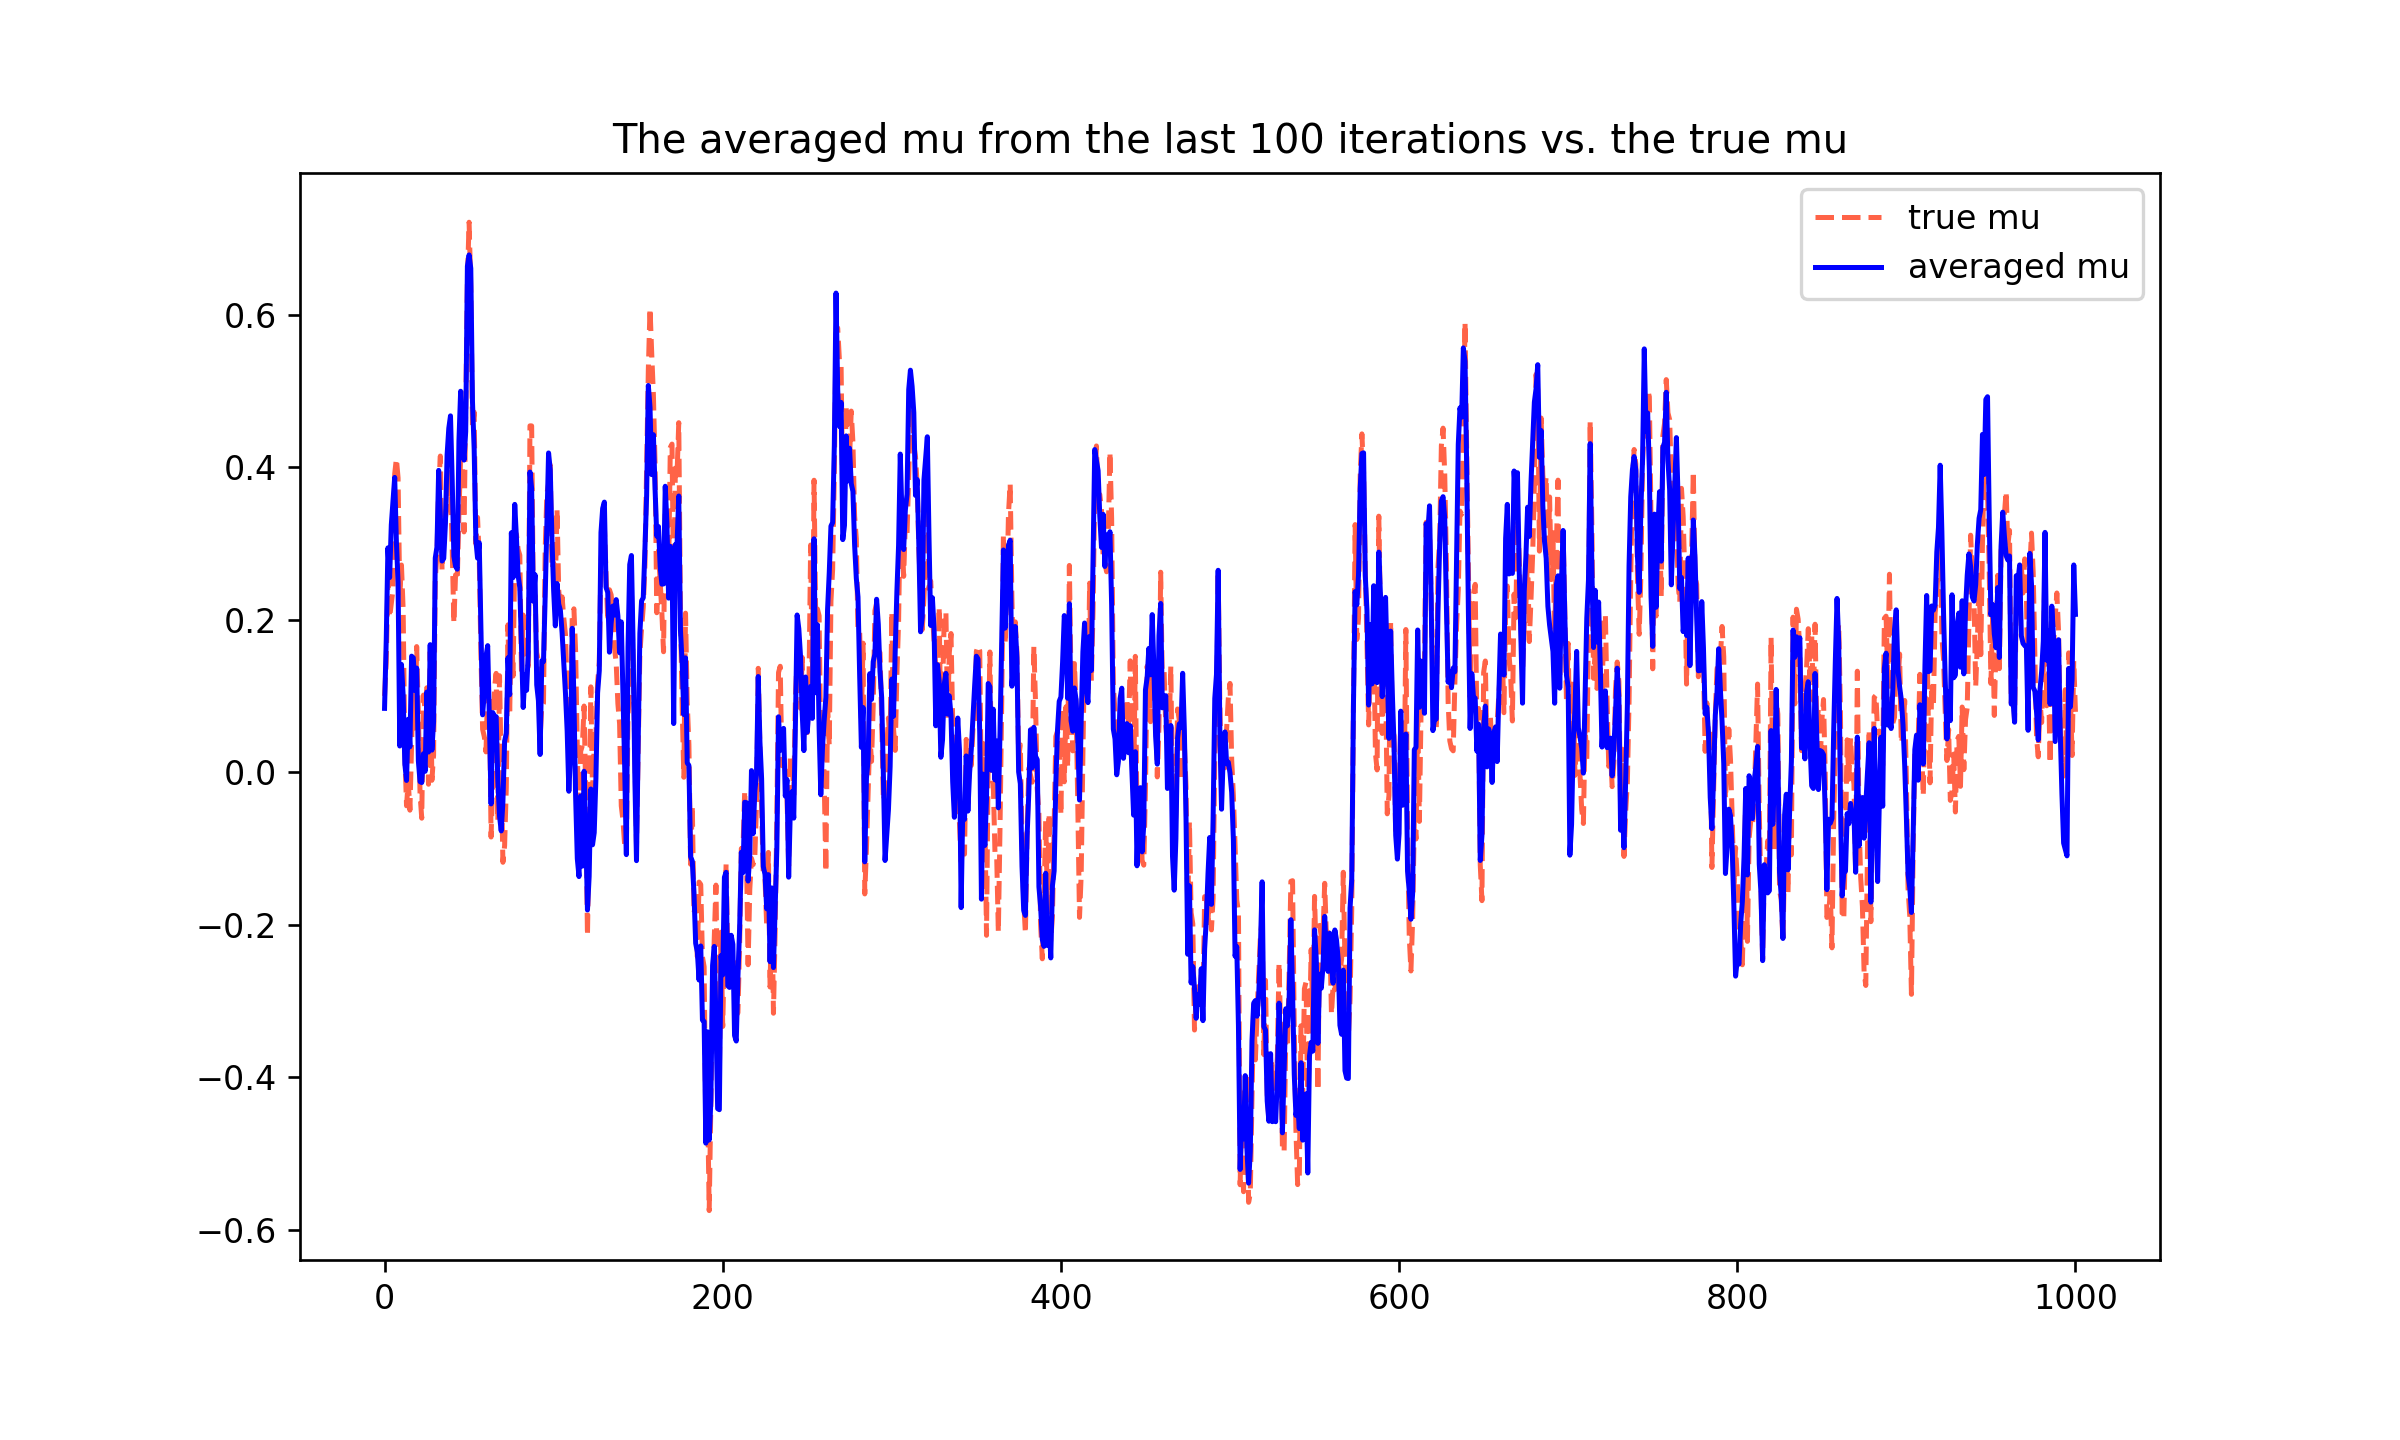 The averaged mu from the last 100 iterations vs. the true mu
true mu
averaged mu
0.6
0.4
0.2
0.0
−0.2
−0.4
−0.6
0 200 400 600 800 1000